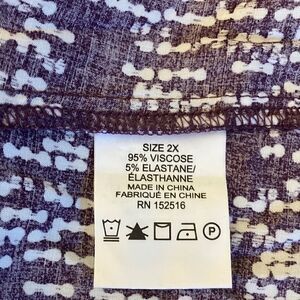 SIZE 2X
95% VISCOSE
5% ELASTANE/
ÉLASTHANNE
MADE IN CHINA
FABRIQUÉ EN CHINE
RN 152516
P